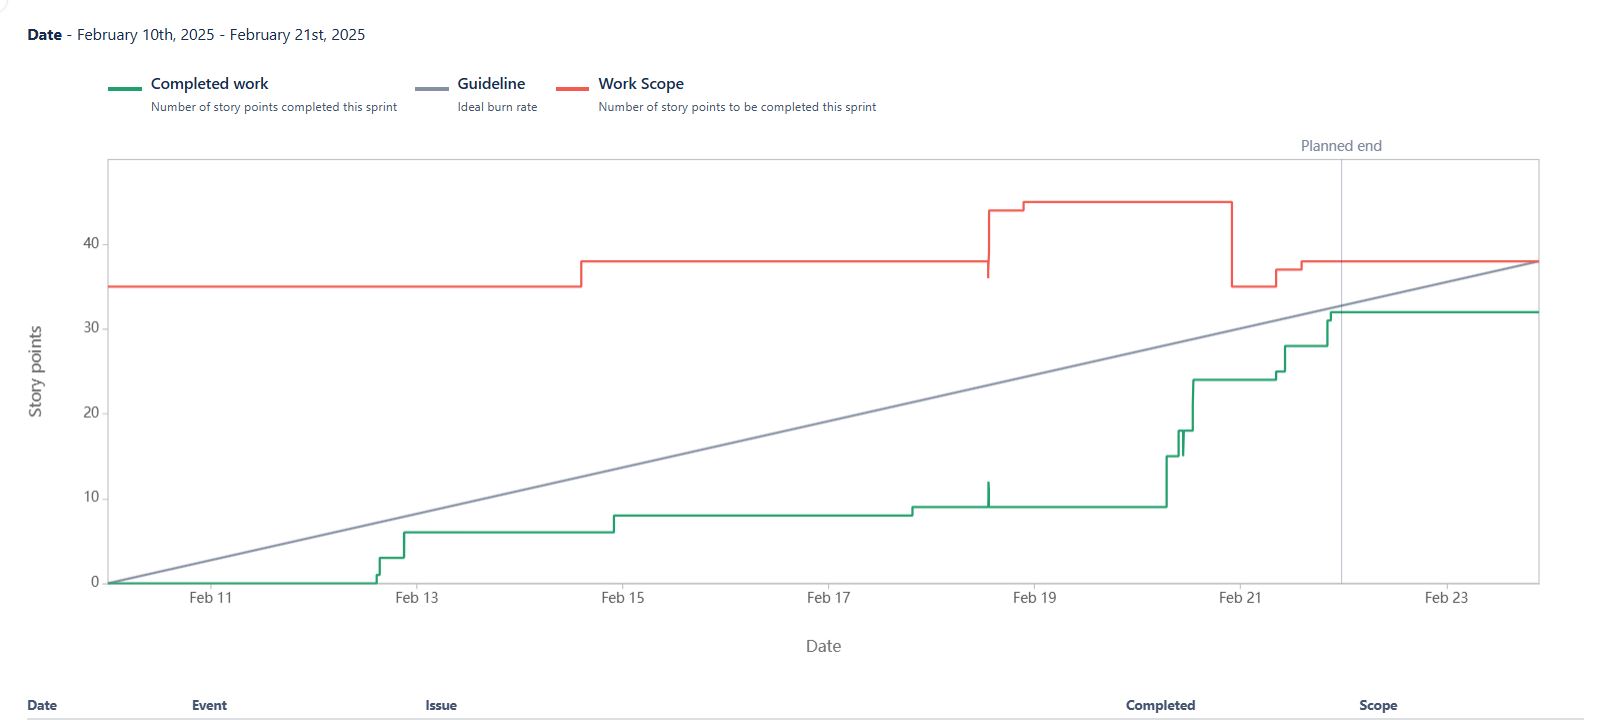 Date - February 10th, 2025 - February 21st, 2025
Completed work
Number of story points completed this sprint
Guideline
Ideal burn rate
Work Scope
Number of story points to be completed this sprint
Planned end
Story points
40
30
20
10
0
Feb 11 Feb 13 Feb 15 Feb 17 Feb 19 Feb 21 Feb 23
Date
Date Event Issue Completed Scope